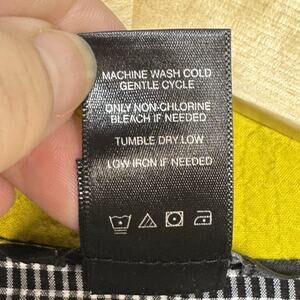 MACHINE WASH COLD
GENTLE CYCLE
ONLY NON-CHLORINE
BLEACH IF NEEDED
TUMBLE DRY LOW
LOW IRON IF NEEDED